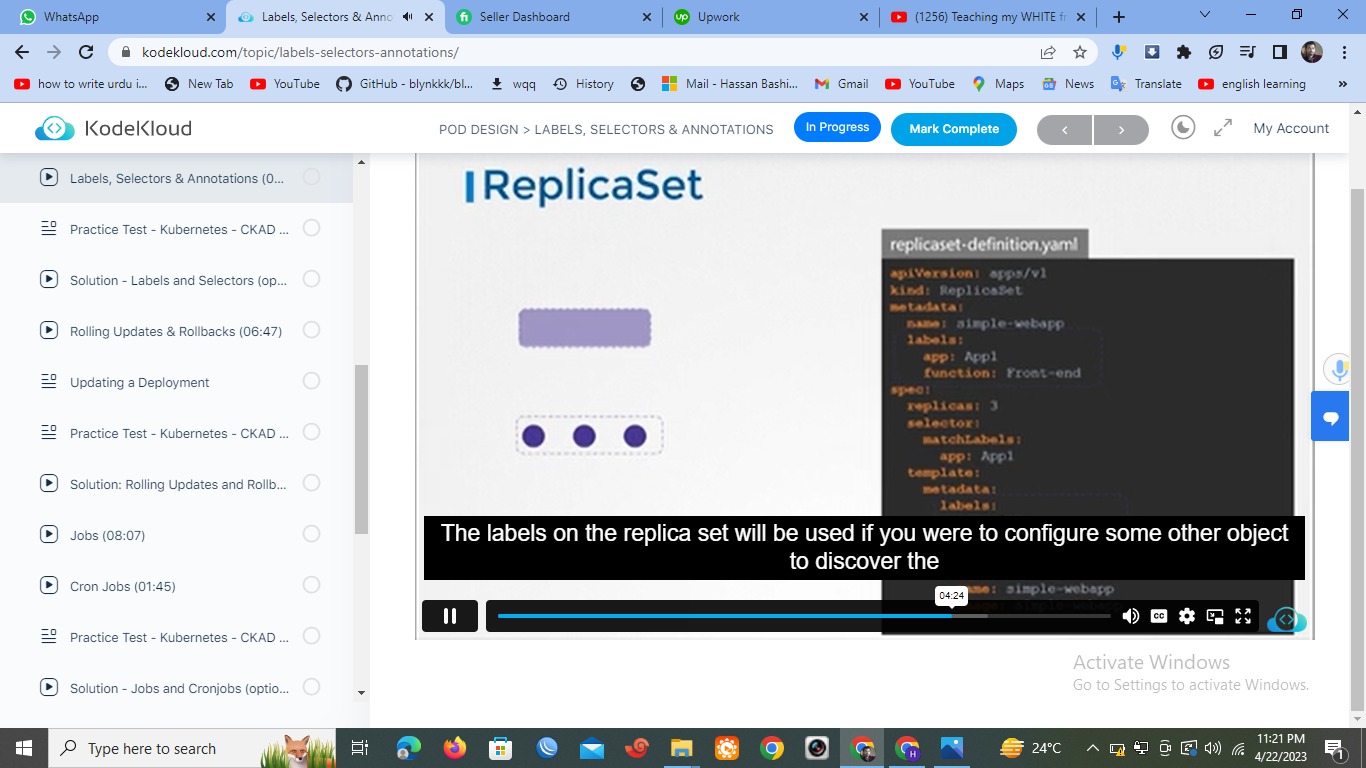 WhatsApp
Labels, Selectors & Anno
Seller Dashboard
Upwork
(1256) Teaching my WHITE fr
kodekloud.com/topic/labels-selectors-annotations/
how to write urdu i...
New Tab
YouTube
GitHub - blynkkk/bl...
wqq
History
S
Mail - Hassan Bashi...
Gmail
YouTube
Maps
News
Translate
english learning
KodeKloud
POD DESIGN > LABELS, SELECTORS & ANNOTATIONS
In Progress
Mark Complete
My Account
Labels, Selectors & Annotations (0...
Practice Test - Kubernetes - CKAD ...
Solution - Labels and Selectors (op...
Rolling Updates & Rollbacks (06:47)
Updating a Deployment
Practice Test - Kubernetes - CKAD ...
Solution: Rolling Updates and Rollb...
Jobs (08:07)
Cron Jobs (01:45)
Practice Test - Kubernetes - CKAD ...
Solution - Jobs and Cronjobs (optio...
ReplicaSet
replicaset-definition.yaml
apiVersion: apps/v1
kind: ReplicaSet
metadata:
name: simple-webapp
labels:
app: App1
function: Front-end
spec:
replicas: 3
selector:
matchLabels:
app: App1
template:
metadata:
labels:
The labels on the replica set will be used if you were to configure some other object
to discover the
simple-webapp
04:24
CC
Activate Windows
Go to Settings to activate Windows.
Type here to search
24°C
11:21 PM
4/22/2023
1